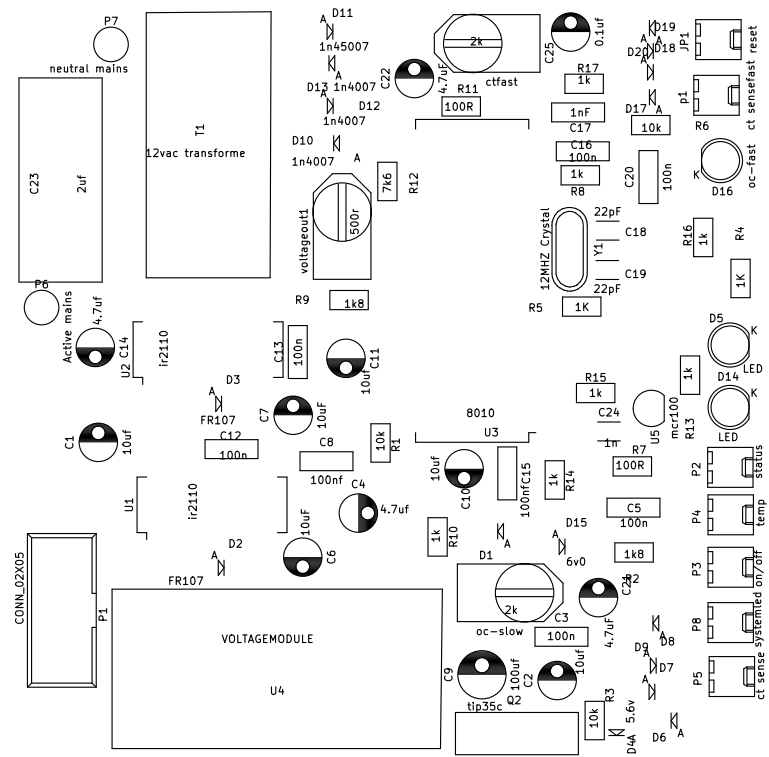 P7
neutral mains
C23
2uf
T1
12vac transforme
D11
A
1n45007
A
D13 1n4007
D12
A
1n4007
D10
A
1n4007
voltageout1
500r
7k6
R12
R9
1k8
C22
4.7uF
2k
ctfast
R11
100R
C25
0.1uf
R17
1k
1nF
C17
C16
100n
1k
R8
D19
A
A
D20
D18
A
D17
A
10k
R6
JP1
ct sensefast reset
p1
K
oc-fast
D16
C20
100n
12MHZ Crystal
22pF
C18
Y1
C19
22pF
R5
1K
R16
1k
R4
1K
P6
Active mains
4.7uf
C14
U2
ir2110
C13
100n
C11
10uf
D3
A
FR107
C7
10uF
C12
100n
C1
10uf
C8
100nf
10k
R1
8010
U3
R15
1k
C24
1n
U5
mcr100
1k
R13
D5
K
LED
D14
K
LED
R7
100R
P2
status
P4
temp
P3
P8
P5
ct sense systemled on/off
10uf
C10
100nfC15
1k
R14
C5
100n
U1
ir2110
C4
4.7uf
10uF
C6
1k
R10
A
D15
A
6v0
1k8
R2
D2
A
FR107
D1
2k
oc-slow
C21
4.7uF
C3
100n
CONN_02X05
P1
VOLTAGEMODULE
U4
C9
100uf
C2
10uf
Q2
tip35c
R3
10k
5.6v
D4A
D9
A
D8
A
D7
A
D6
A